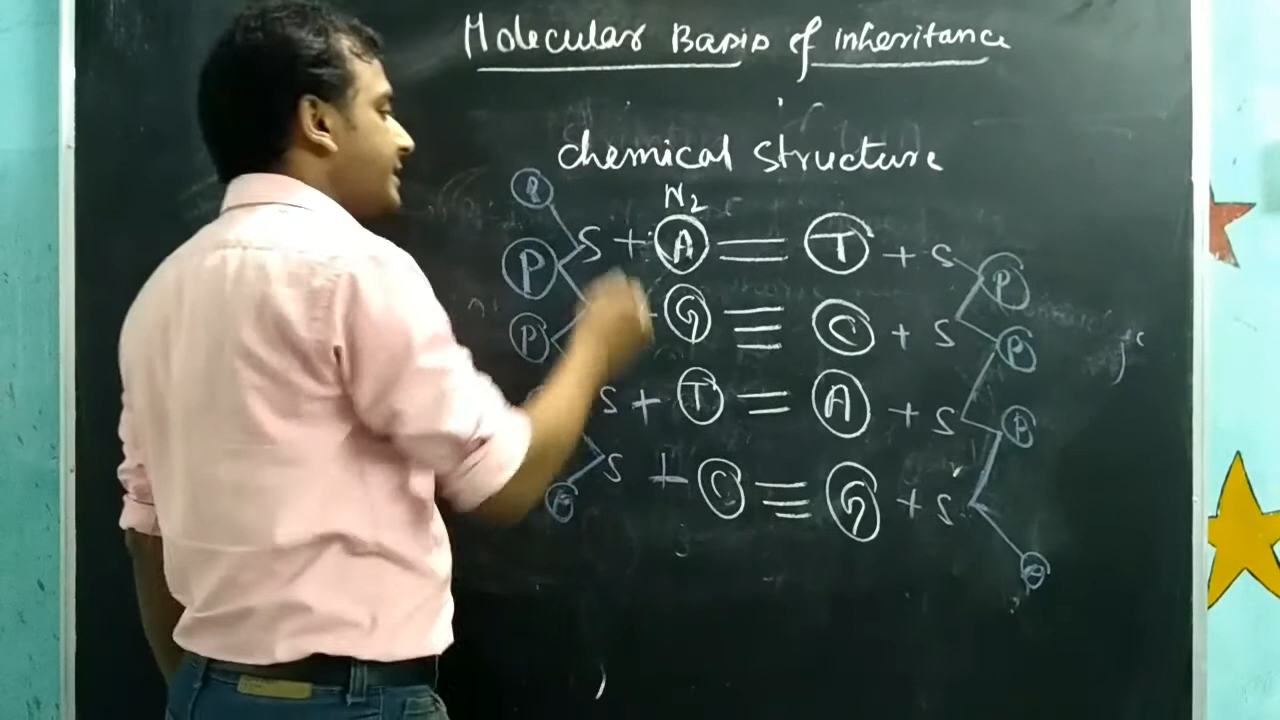 Molecular Basis of inheritance
chemical structure
N2
P
S + A = T + S P
P + G ≡ C + S P
P
S + T = A + S P
S + C ≡ G + S
P
P